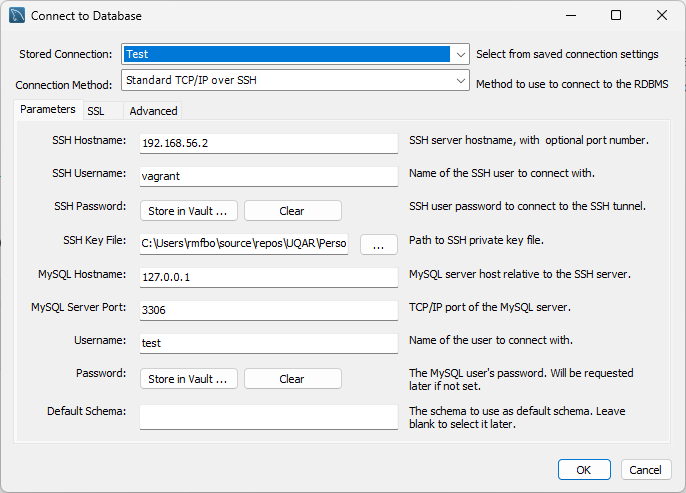 Connect to Database
Stored Connection: Test Select from saved connection settings
Connection Method: Standard TCP/IP over SSH Method to use to connect to the RDBMS
Parameters SSL Advanced
SSH Hostname: 192.168.56.2 SSH server hostname, with optional port number.
SSH Username: vagrant Name of the SSH user to connect with.
SSH Password: Store in Vault ... Clear SSH user password to connect to the SSH tunnel.
SSH Key File: C:\Users\rmfbo\source\repos\UQAR\Perso ... Path to SSH private key file.
MySQL Hostname: 127.0.0.1 MySQL server host relative to the SSH server.
MySQL Server Port: 3306 TCP/IP port of the MySQL server.
Username: test Name of the user to connect with.
Password: Store in Vault ... Clear The MySQL user's password. Will be requested
later if not set.
Default Schema: The schema to use as default schema. Leave
blank to select it later.
OK Cancel